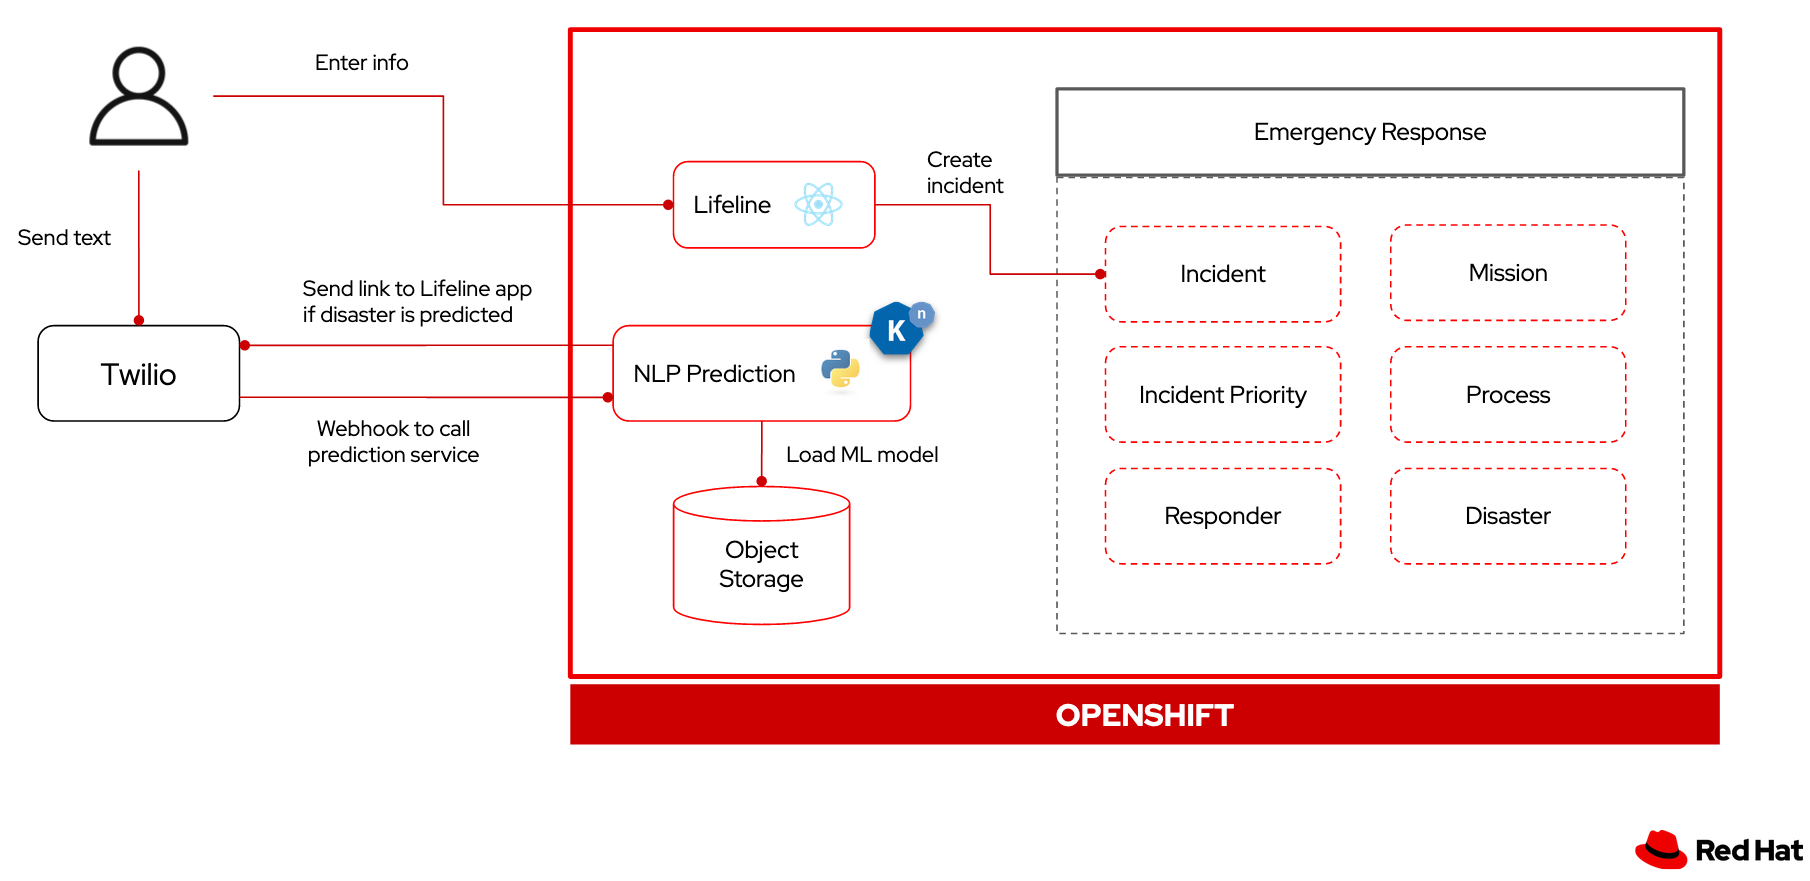 Enter info
Send text
Twilio
Send link to Lifeline app
if disaster is predicted
Webhook to call
prediction service
Lifeline
Create
incident
NLP Prediction
K
n
Load ML model
Object
Storage
Emergency Response
Incident
Mission
Incident Priority
Process
Responder
Disaster
OPENSHIFT
Red Hat